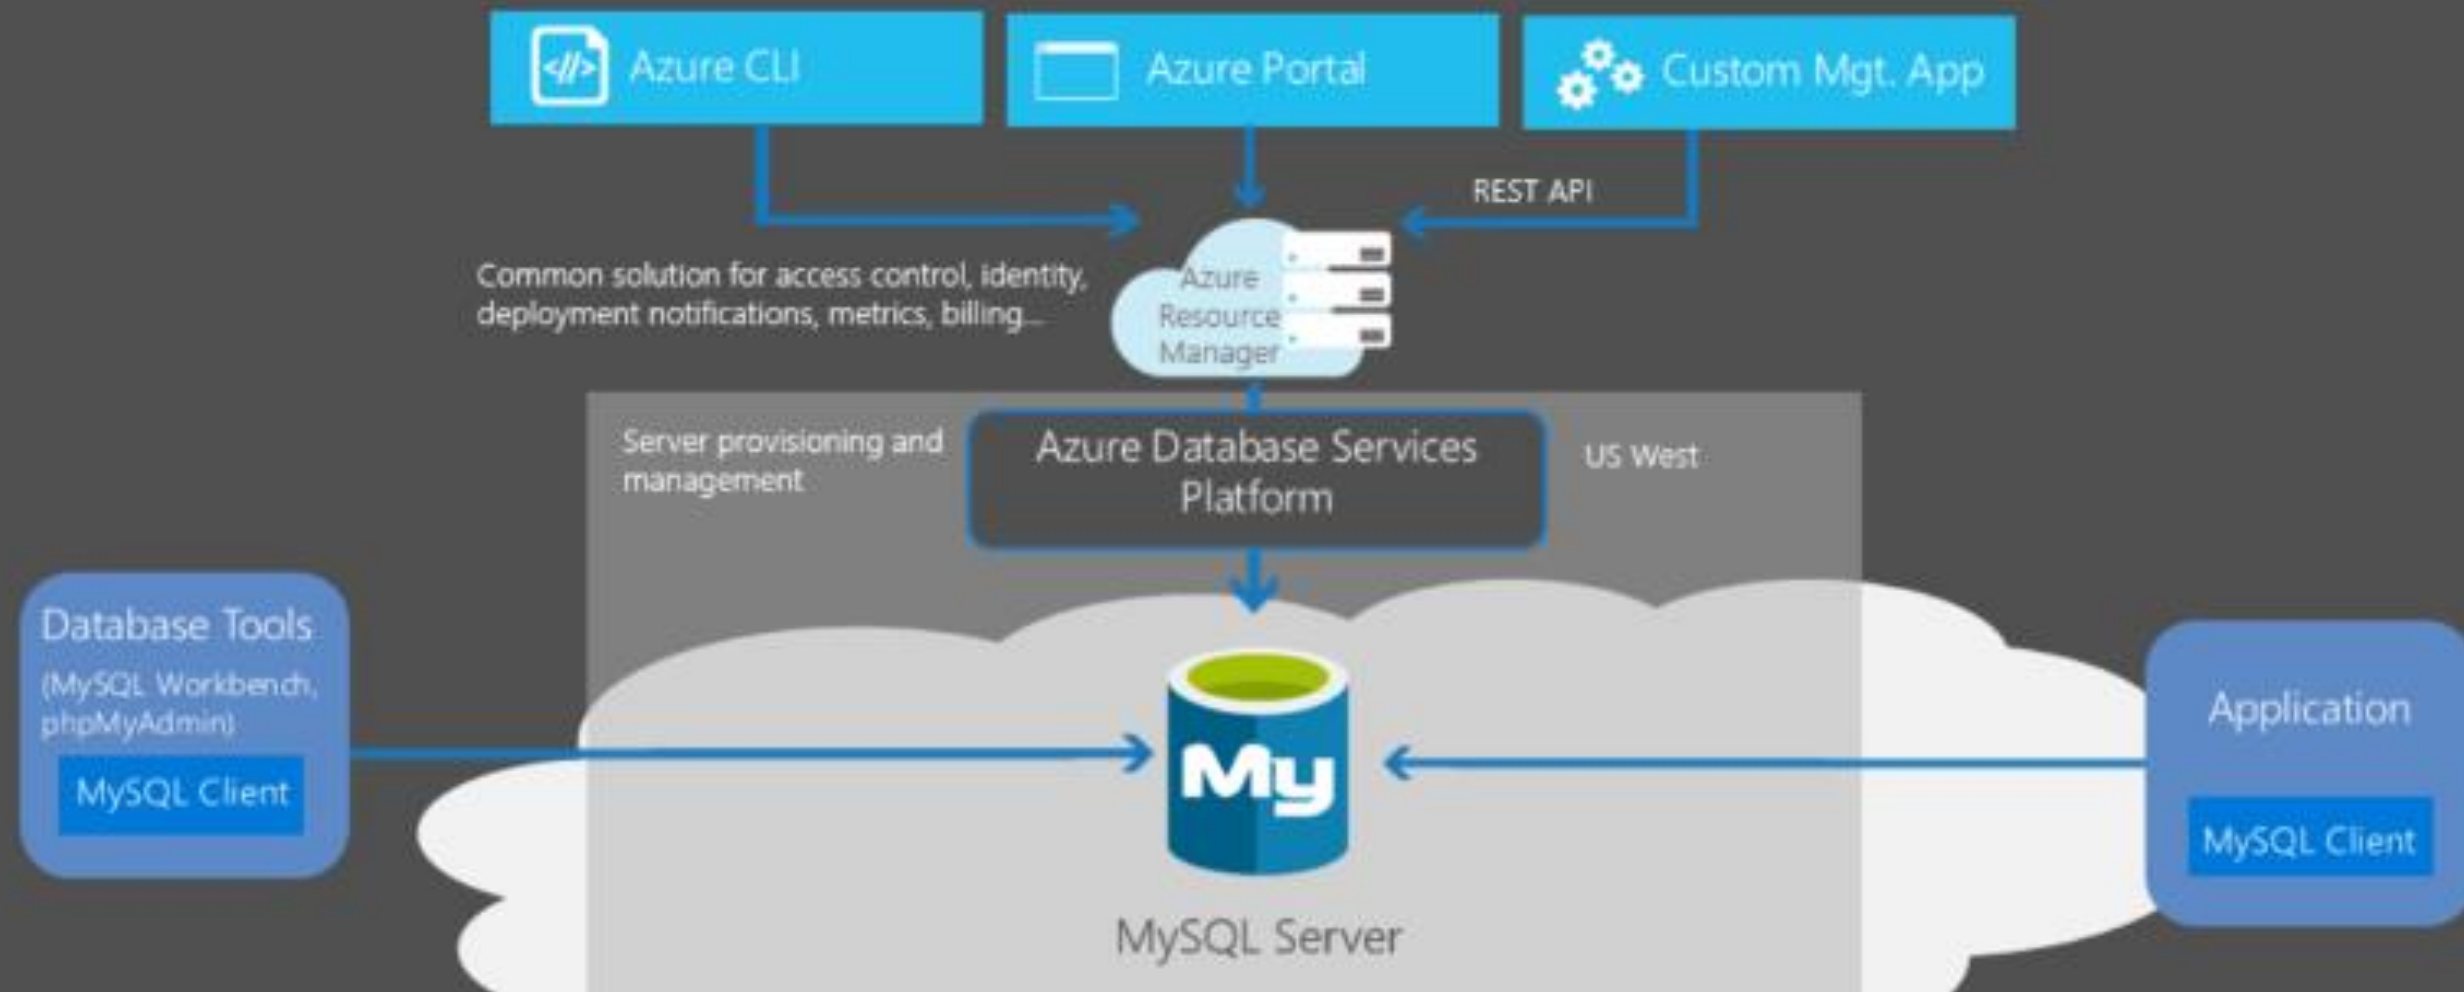 Azure CLI
Azure Portal
Custom Mgt. App
REST API
Common solution for access control, identity,
deployment notifications, metrics, billing...
Azure
Resource
Manager
Server provisioning and
management
Azure Database Services
Platform
US West
Database Tools
(MySQL Workbench,
phpMyAdmin)
MySQL Client
My
Application
MySQL Client
MySQL Server